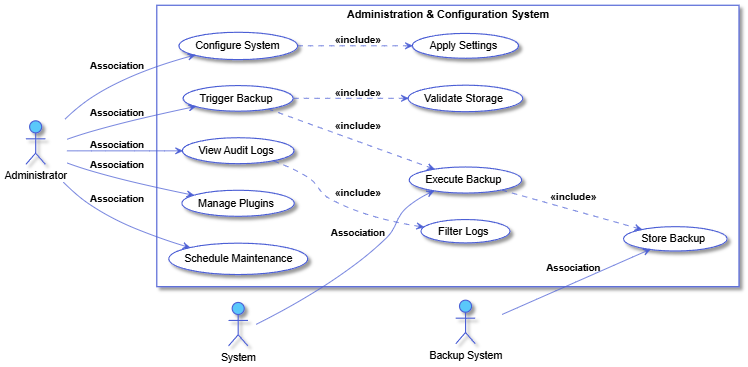 Administration & Configuration System
Configure System
«include»
Apply Settings
Association
Trigger Backup
«include»
Validate Storage
Association
«include»
Administrator
Association
View Audit Logs
Association
Execute Backup
«include»
«include»
Association
Manage Plugins
Association
Filter Logs
Store Backup
Schedule Maintenance
Association
System
Backup System